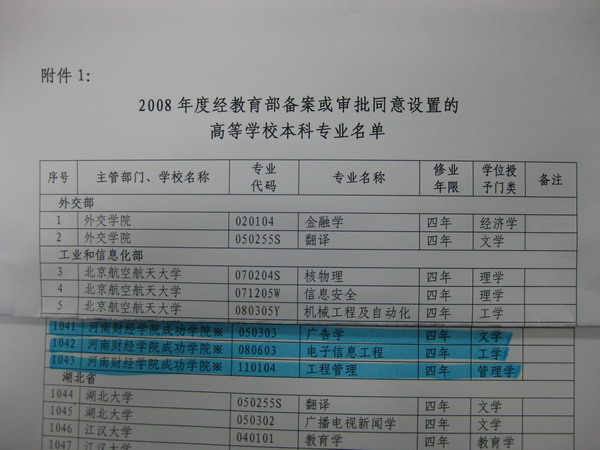 附件 1：
2008 年度经教育部备案或审批同意设置的
高等学校本科专业名单
序号 主管部门、学校名称 专业代码 专业名称 修业年限 学位授予门类 备注
外交部
1 外交学院 020104 金融学 四年 经济学
2 外交学院 050255S 翻译 四年 文学
工业和信息化部
3 北京航空航天大学 070204S 核物理 四年 理学
4 北京航空航天大学 071205W 信息安全 四年 理学
5 北京航空航天大学 080305Y 机械工程及自动化 四年 工学
1041 河南财经学院成功学院※ 050303 广告学 四年 文学
1042 河南财经学院成功学院※ 080603 电子信息工程 四年 工学
1043 河南财经学院成功学院※ 110104 工程管理 四年 管理学
湖北省
1044 湖北大学 050255S 翻译 四年 文学
1045 湖北大学 050302 广播电视新闻学 四年 文学
1046 江汉大学 040101 教育学 四年 教育学
1047 江汉大学